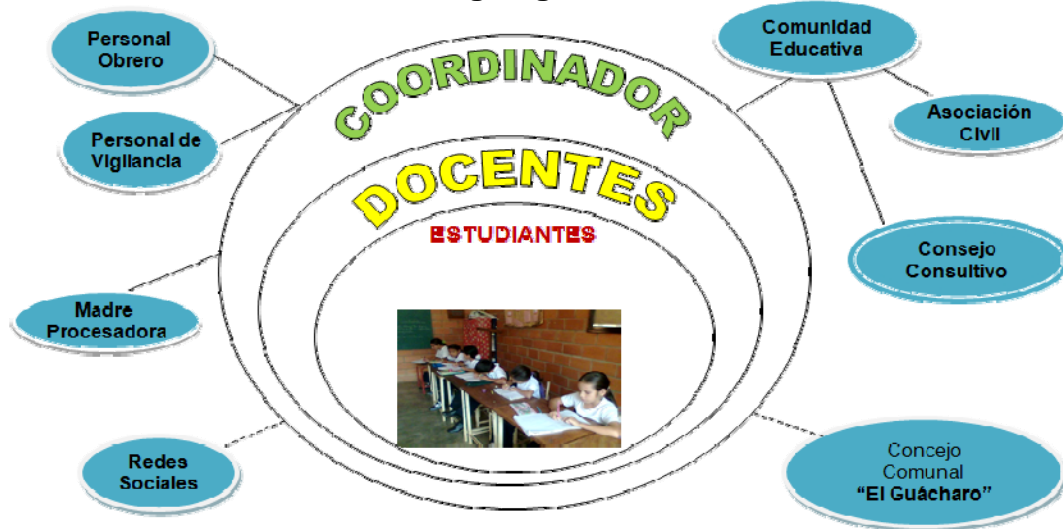 Personal
Obrero
Personal de
Vigilancia
Madre
Procesadora
Redes
Sociales
COORDINADOR
DOCENTES
ESTUDIANTES
Comunidad
Educativa
Asociación
Civil
Consejo
Consultivo
Concejo
Comunal
“El Guácharo”